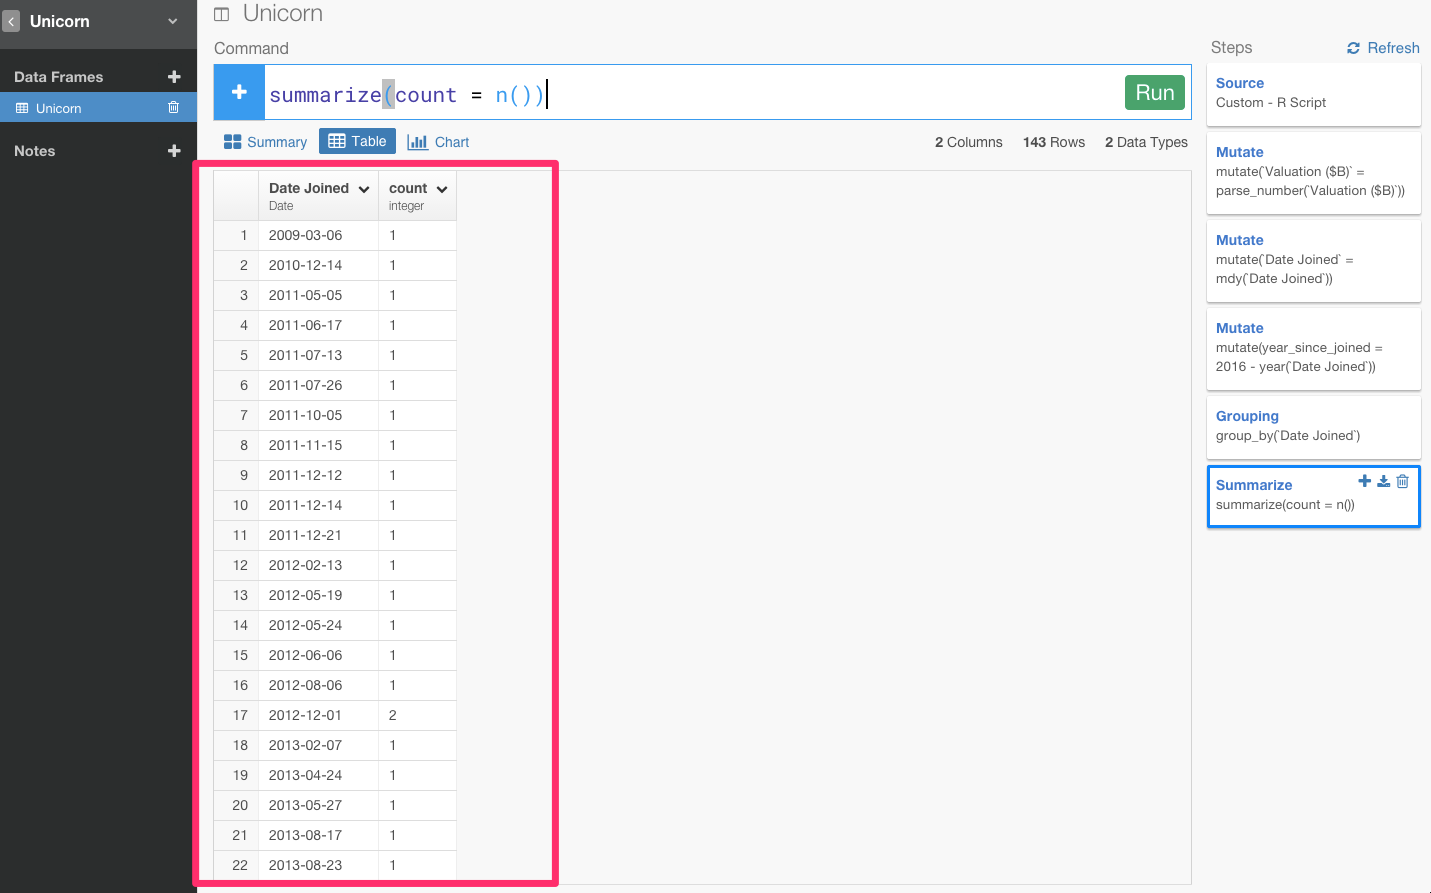 Unicorn
Data Frames
Unicorn
Notes
Unicorn
Command
summarize(count = n())
Run
Summary Table Chart
2 Columns 143 Rows 2 Data Types
Date Joined count
Date integer
1 2009-03-06 1
2 2010-12-14 1
3 2011-05-05 1
4 2011-06-17 1
5 2011-07-13 1
6 2011-07-26 1
7 2011-10-05 1
8 2011-11-15 1
9 2011-12-12 1
10 2011-12-14 1
11 2011-12-21 1
12 2012-02-13 1
13 2012-05-19 1
14 2012-05-24 1
15 2012-06-06 1
16 2012-08-06 1
17 2012-12-01 2
18 2013-02-07 1
19 2013-04-24 1
20 2013-05-27 1
21 2013-08-17 1
22 2013-08-23 1
Steps Refresh
Source
Custom - R Script
Mutate
mutate(`Valuation ($B)` =
parse_number(`Valuation ($B)`))
Mutate
mutate(`Date Joined` =
mdy(`Date Joined`))
Mutate
mutate(year_since_joined =
2016 - year(`Date Joined`))
Grouping
group_by(`Date Joined`)
Summarize
summarize(count = n())